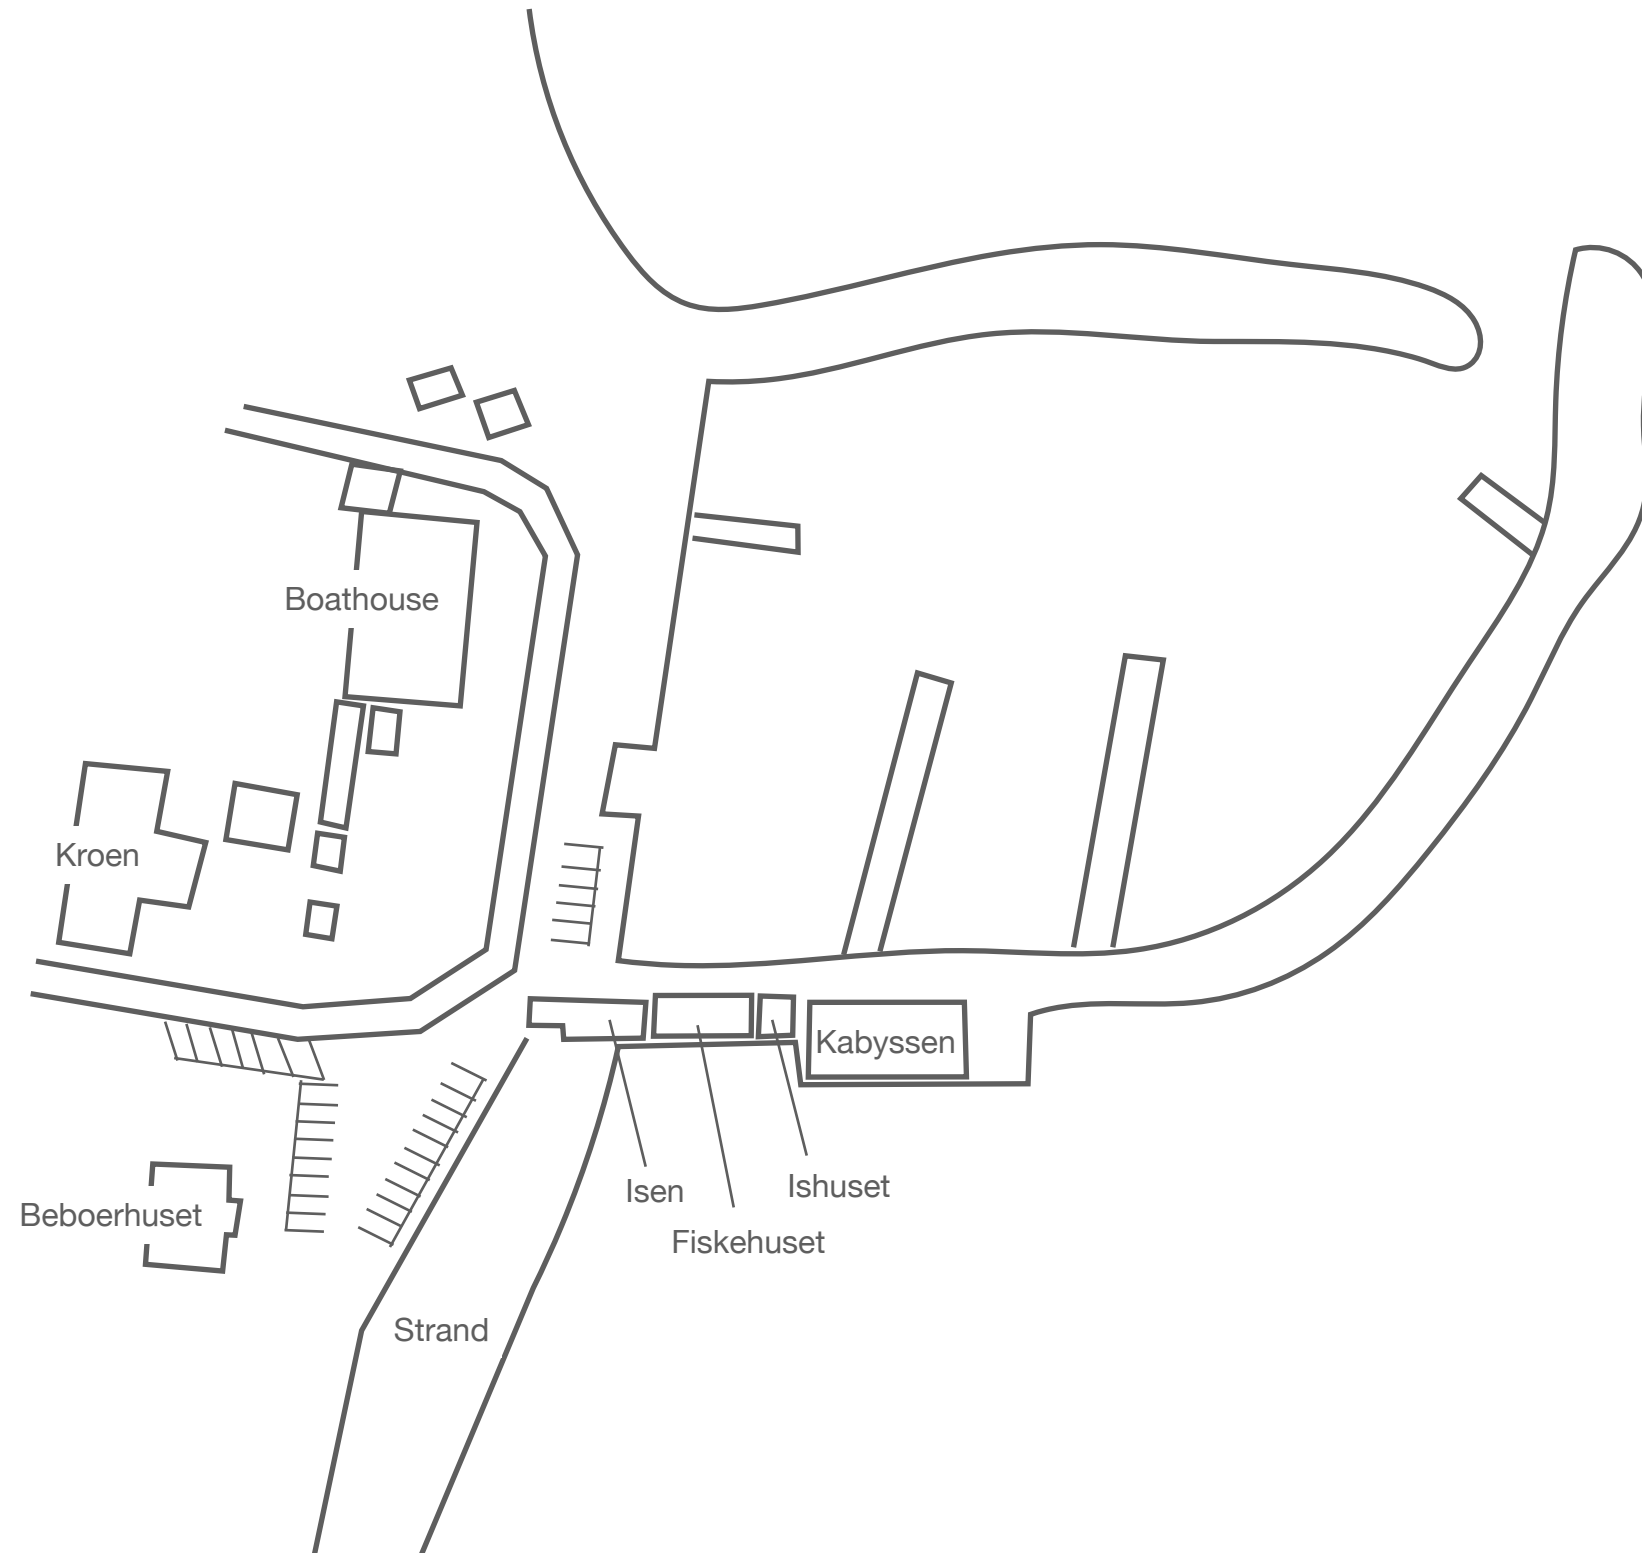 Boathouse
Kroen
Kabyssen
Isen
Ishuset
Beboerhuset
Fiskehuset
Strand